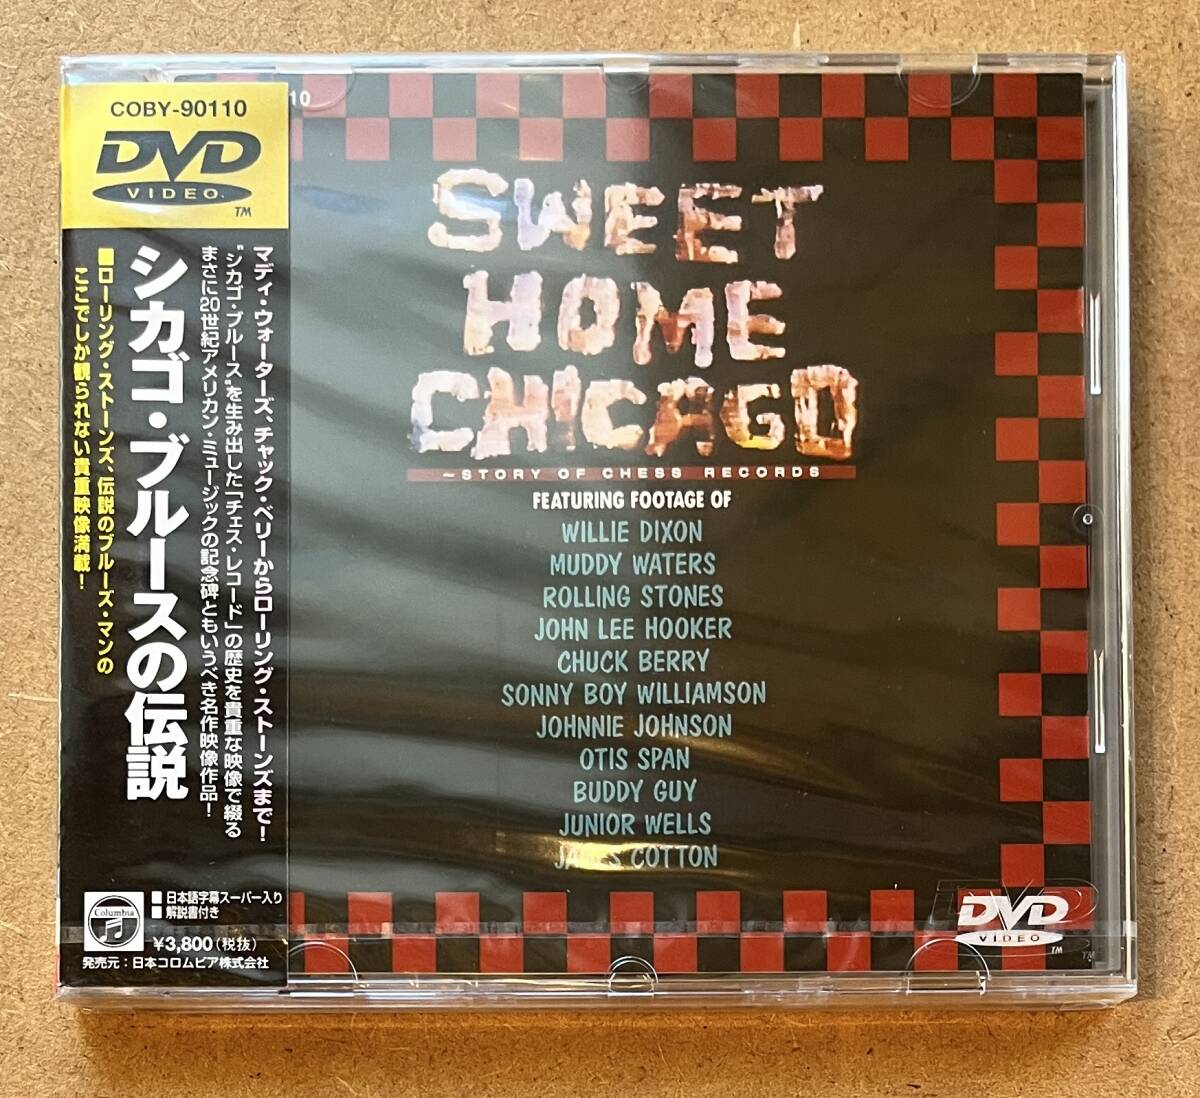 COBY-90110
DVD
VIDEO
TM
マディ・ウォーターズ、チャック・ベリーからローリング・ストーンズまで!
"シカゴ・ブルース"を生み出した「チェス・レコード」の歴史を貴重な映像で綴る
まさに20世紀アメリカン・ミュージックの記念碑ともいうべき名作映像作品!
シカゴ・ブルースの伝説
■ローリング・ストーンズ、伝説のブルーズ・マンの
ここでしか観られない貴重映像満載!
Columbia
■日本語字幕スーパー入り
■解説書付き
¥3,800(税抜)
発売元:日本コロムビア株式会社
10
SWEET
HOME
CHICAGO
~STORY OF CHESS RECORDS
FEATURING FOOTAGE OF
WILLIE DIXON
MUDDY WATERS
ROLLING STONES
JOHN LEE HOOKER
CHUCK BERRY
SONNY BOY WILLIAMSON
JOHNNIE JOHNSON
OTIS SPAN
BUDDY GUY
JUNIOR WELLS
JAMES COTTON
DVD
VIDEO
TM
TM